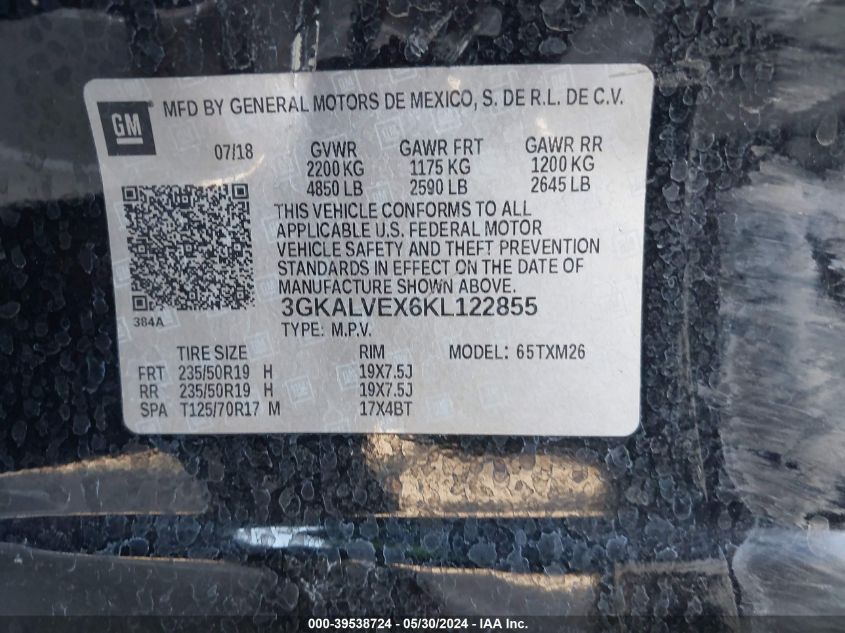 GM
MFD BY GENERAL MOTORS DE MEXICO, S. DE R.L. DE C.V.
07/18 GVWR GAWR FRT GAWR RR
2200 KG 1175 KG 1200 KG
4850 LB 2590 LB 2645 LB
THIS VEHICLE CONFORMS TO ALL
APPLICABLE U.S. FEDERAL MOTOR
VEHICLE SAFETY AND THEFT PREVENTION
STANDARDS IN EFFECT ON THE DATE OF
MANUFACTURE SHOWN ABOVE.
384A
3GKALVEX6KL122855
TYPE: M.P.V.
TIRE SIZE RIM MODEL: 65TXM26
FRT 235/50R19 H 19X7.5J
RR 235/50R19 H 19X7.5J
SPA T125/70R17 M 17X4BT
000-39538724 - 05/30/2024 - IAA Inc.